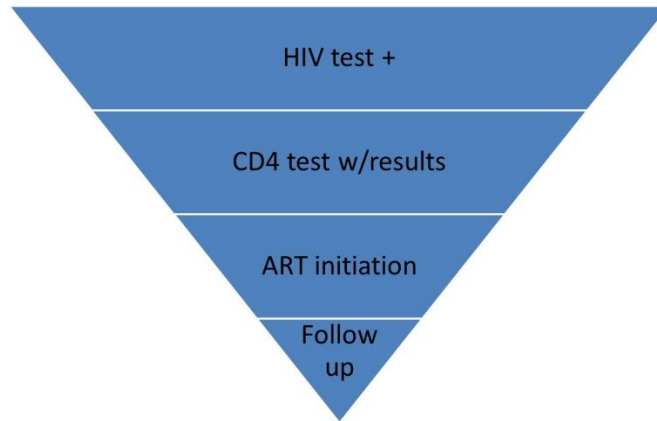 HIV test +
CD4 test w/results
ART initiation
Follow
up